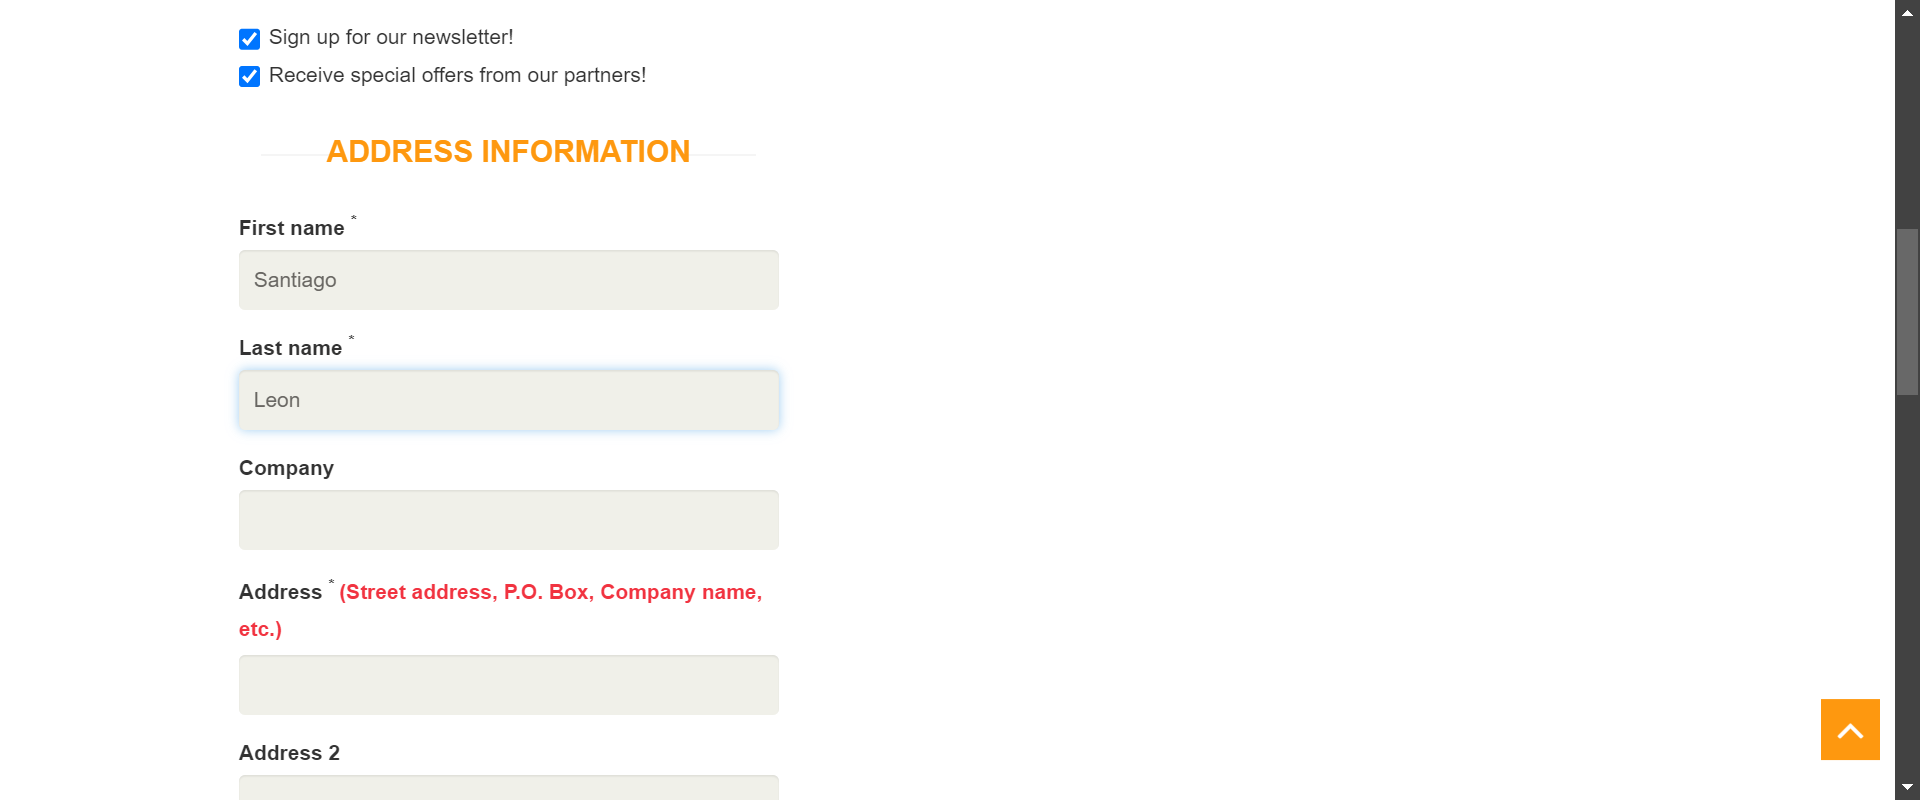 Sign up for our newsletter!
Receive special offers from our partners!
ADDRESS INFORMATION
First name *
Santiago
Last name *
Leon
Company
Address * (Street address, P.O. Box, Company name,
etc.)
Address 2